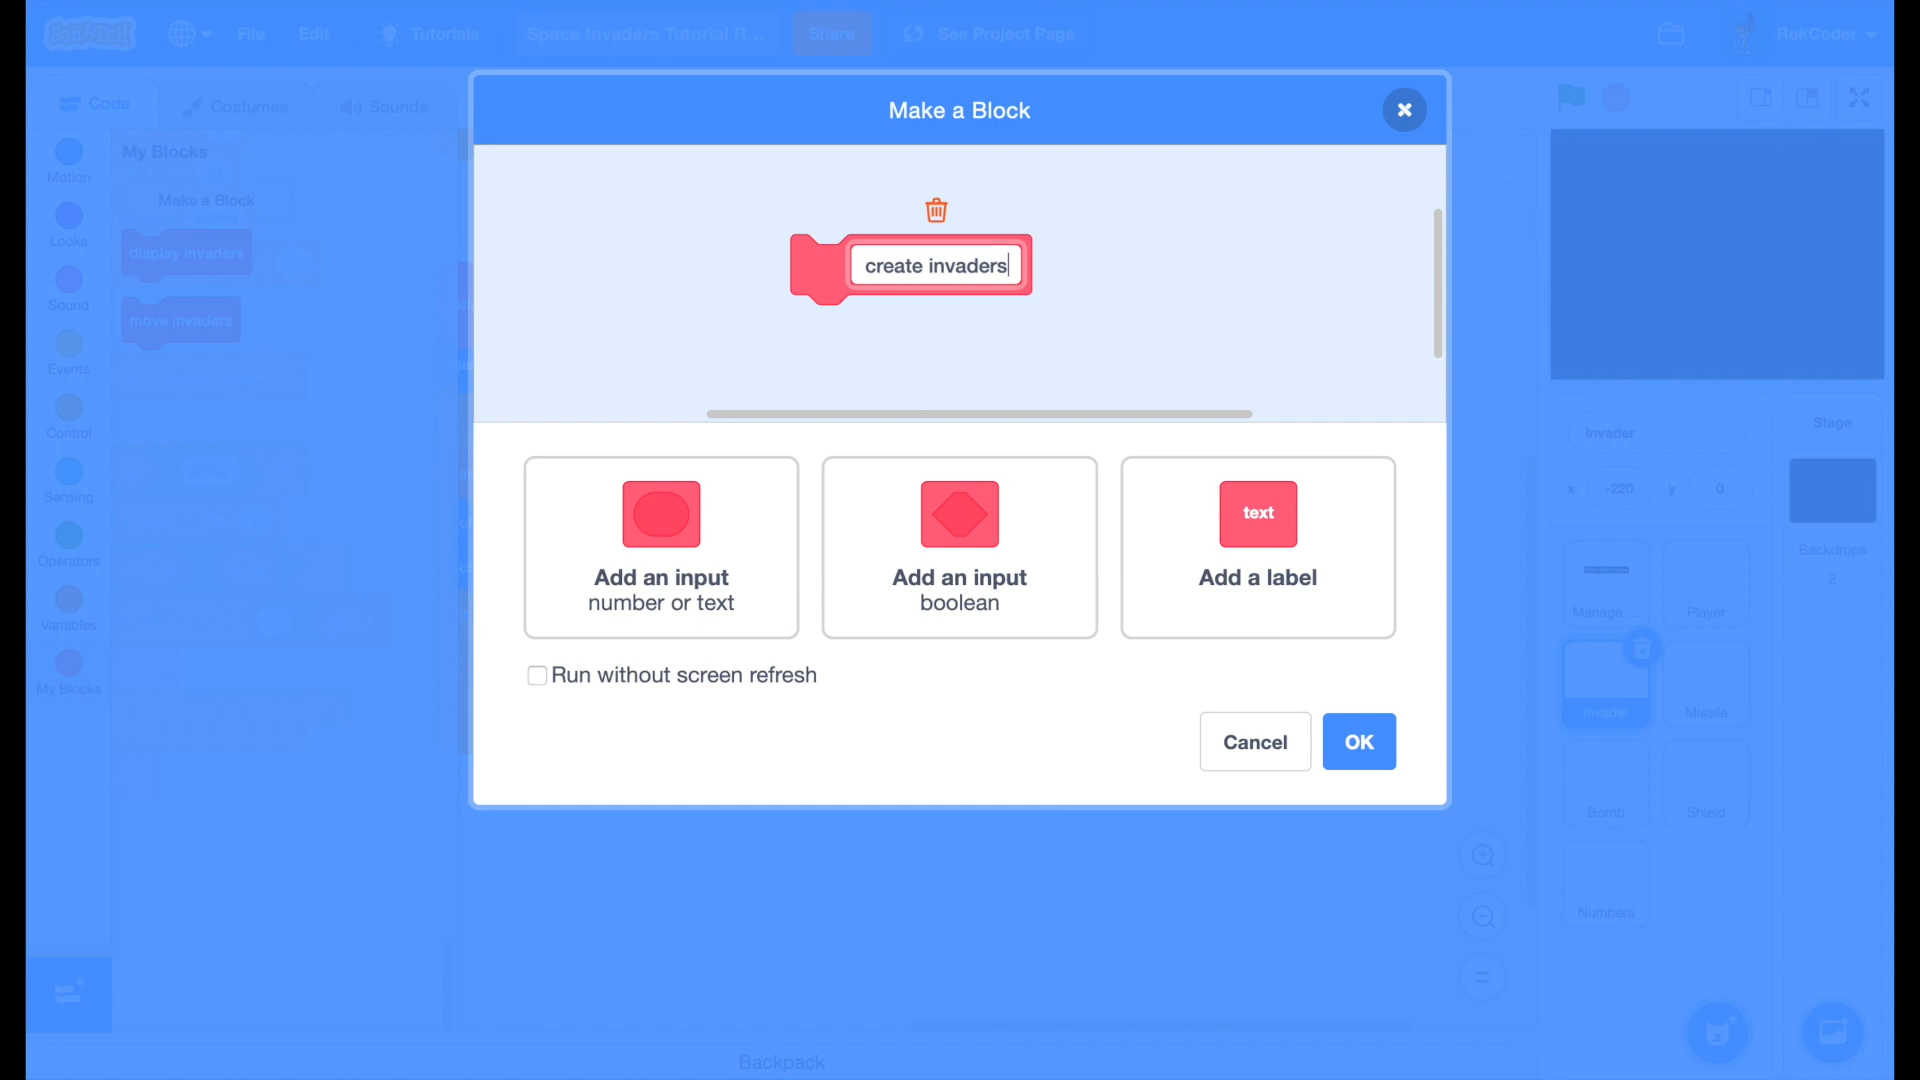 SCRATCH
File
Edit
Tutorials
Space Invaders Tutorial R...
Share
See Project Page
RokCoder
Code
Costumes
Sounds
Make a Block
My Blocks
Make a Block
display invaders
move invaders
Motion
Looks
Sound
Events
Control
Sensing
Operators
Variables
My Blocks
create invaders
Add an input
number or text
Add an input
boolean
text
Add a label
Run without screen refresh
Cancel
OK
Invader
x
-220
y
0
Stage
Backdrops
2
Manage ...
Player
Invader
Missile
Bomb
Shield
Numbers
Backpack